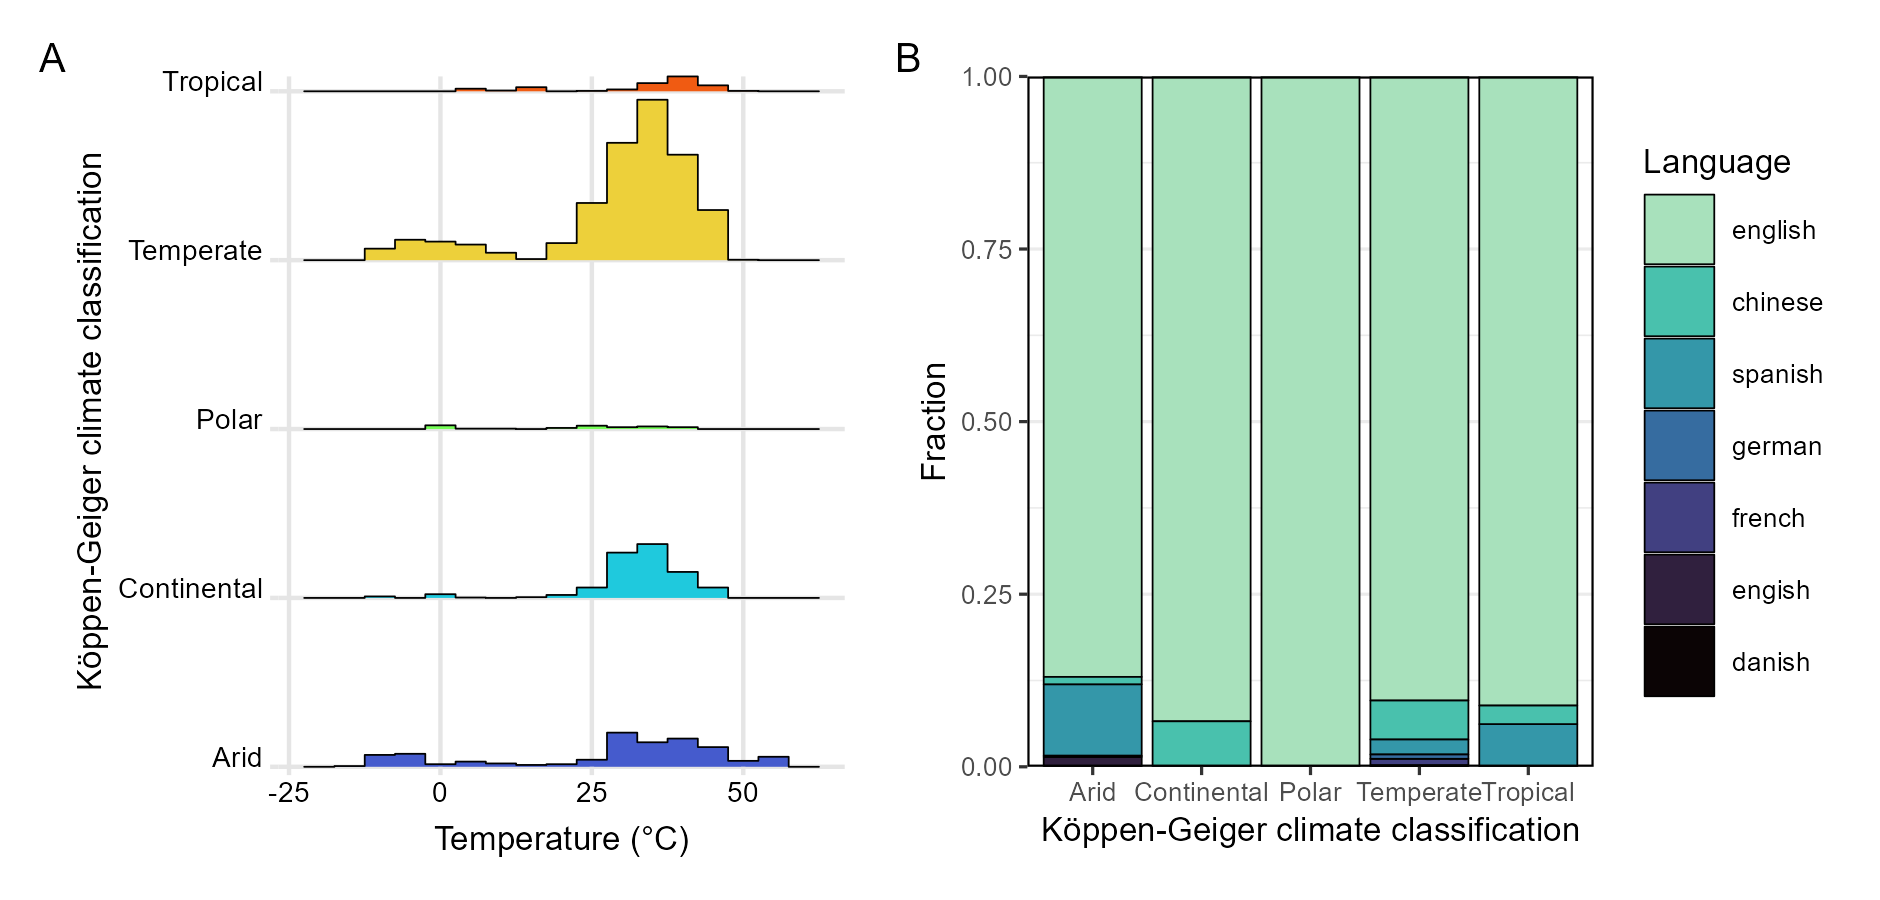 A
Köppen-Geiger climate classification
Tropical
Temperate
Polar
Continental
Arid
-25 0 25 50
Temperature (°C)
B
Fraction
1.00
0.75
0.50
0.25
0.00
Arid Continental Polar Temperate Tropical
Köppen-Geiger climate classification
Language
english
chinese
spanish
german
french
engish
danish